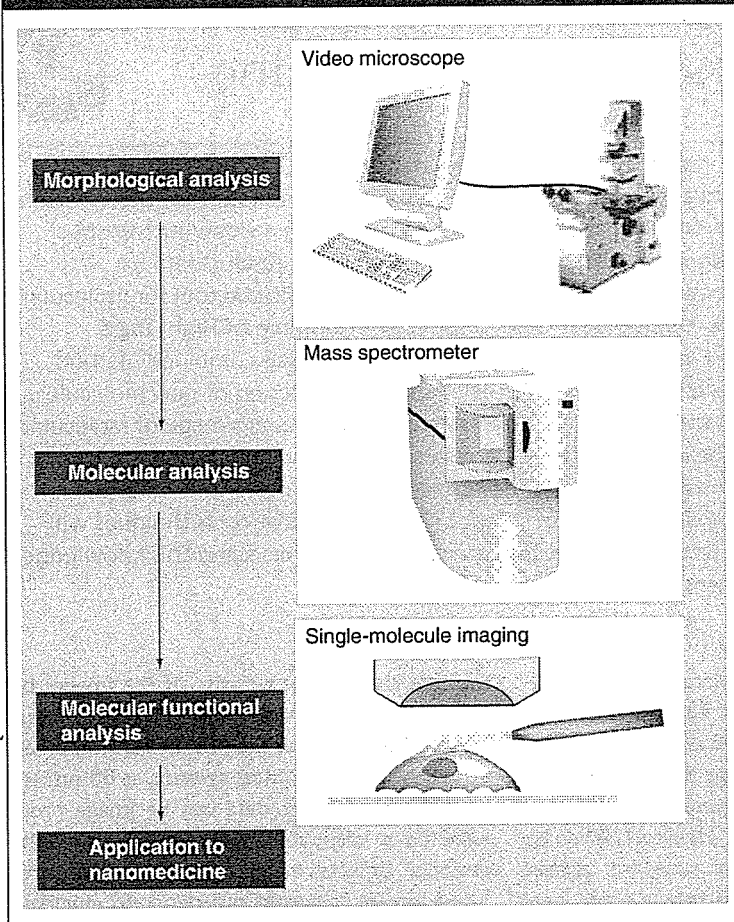 Video microscope
Morphological analysis
Mass spectrometer
Molecular analysis
Single-molecule imaging
Molecular functional
analysis
Application to
nanomedicine